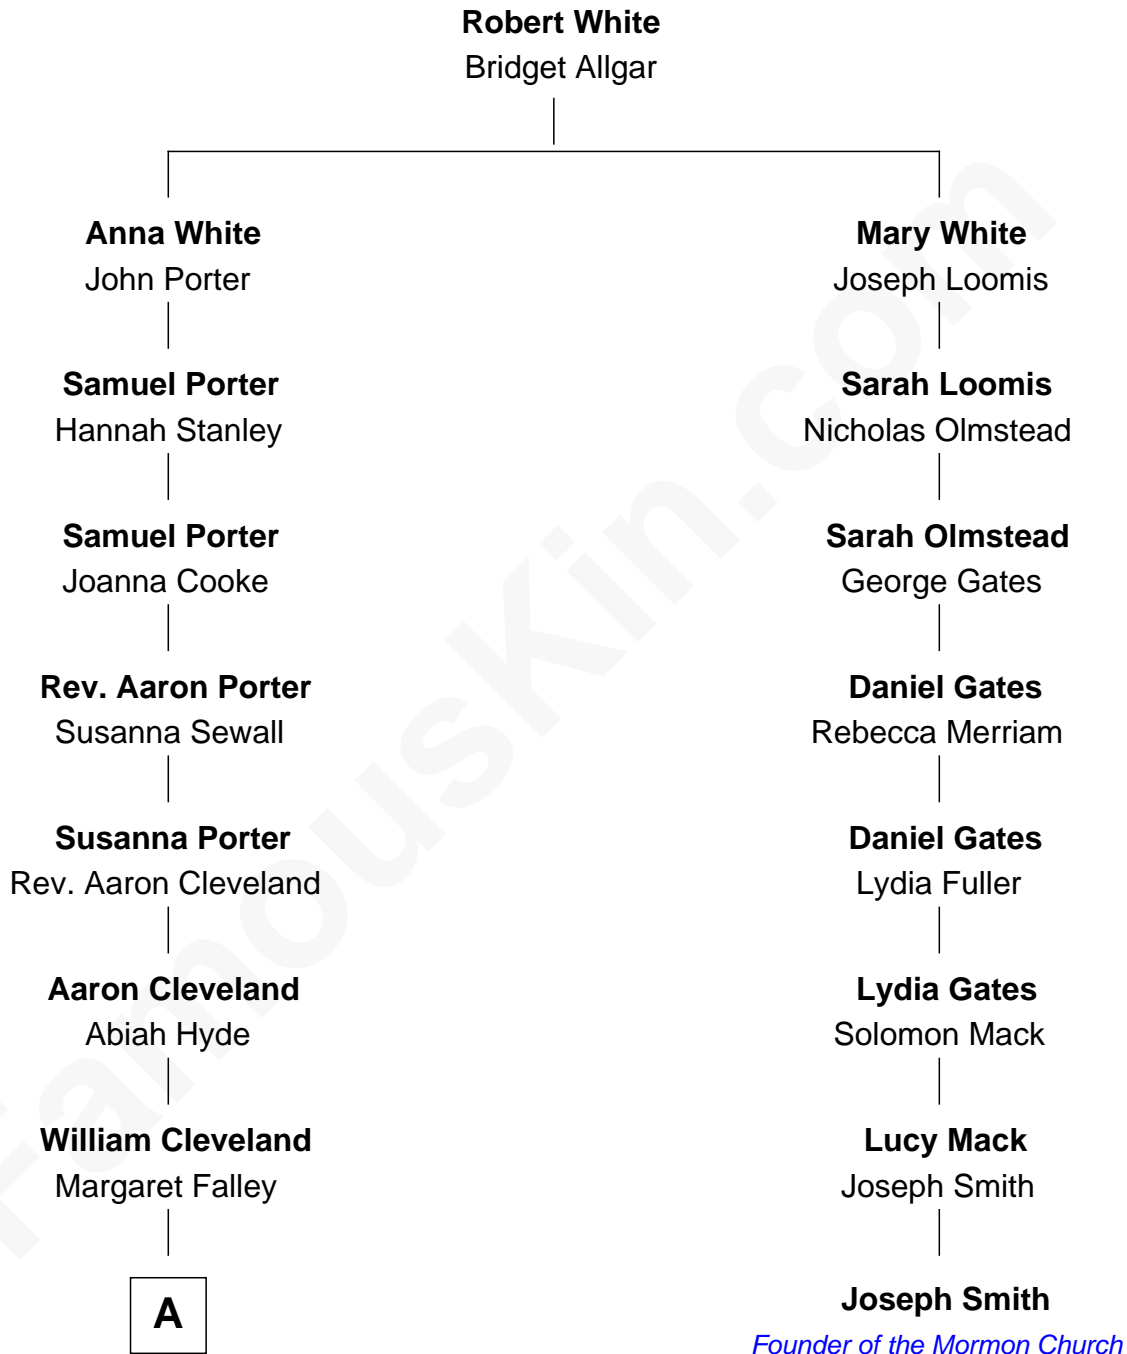 Robert White
Bridget Allgar
Anna White
John Porter
Mary White
Joseph Loomis
Samuel Porter
Hannah Stanley
Sarah Loomis
Nicholas Olmstead
Samuel Porter
Joanna Cooke
Sarah Olmstead
George Gates
Rev. Aaron Porter
Susanna Sewall
Daniel Gates
Rebecca Merriam
Susanna Porter
Rev. Aaron Cleveland
Daniel Gates
Lydia Fuller
Aaron Cleveland
Abiah Hyde
Lydia Gates
Solomon Mack
William Cleveland
Margaret Falley
Lucy Mack
Joseph Smith
A
Joseph Smith
Founder of the Mormon Church
FamousKin.com